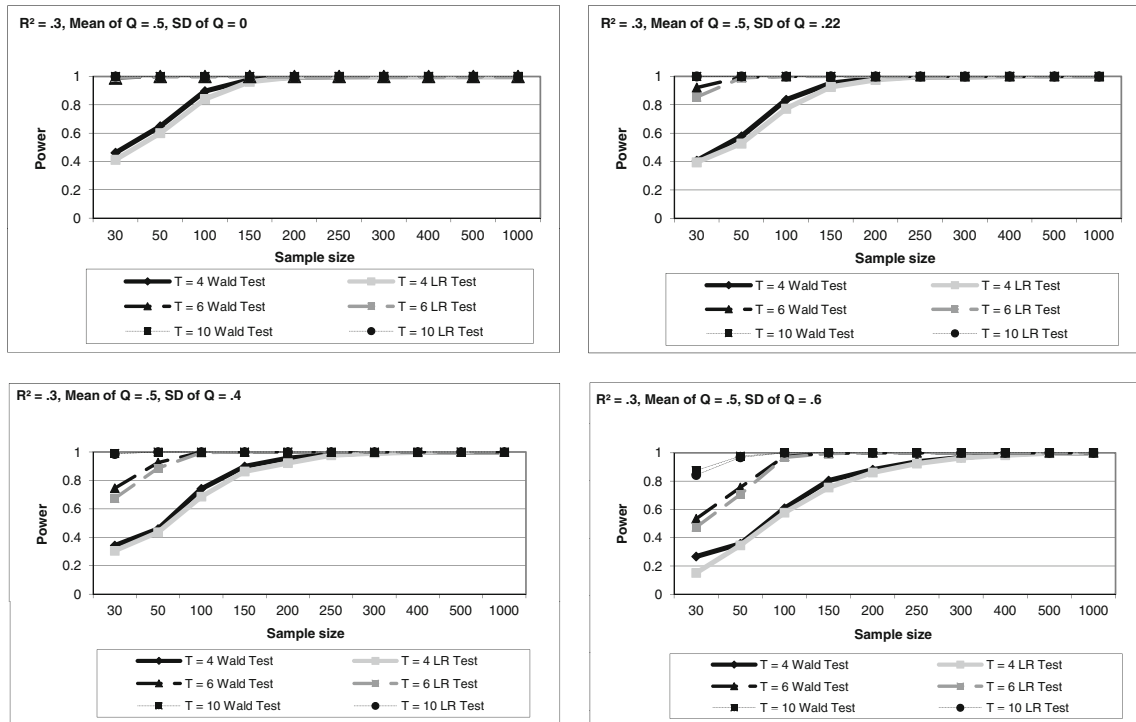 R² = .3, Mean of Q = .5, SD of Q = 0
1
0.8
0.6
0.4
0.2
0
Power
30 50 100 150 200 250 300 400 500 1000
Sample size
T = 4 Wald Test T = 4 LR Test
T = 6 Wald Test T = 6 LR Test
T = 10 Wald Test T = 10 LR Test
R² = .3, Mean of Q = .5, SD of Q = .22
1
0.8
0.6
0.4
0.2
0
Power
30 50 100 150 200 250 300 400 500 1000
Sample size
T = 4 Wald Test T = 4 LR Test
T = 6 Wald Test T = 6 LR Test
T = 10 Wald Test T = 10 LR Test
R² = .3, Mean of Q = .5, SD of Q = .4
1
0.8
0.6
0.4
0.2
0
Power
30 50 100 150 200 250 300 400 500 1000
Sample size
T = 4 Wald Test T = 4 LR Test
T = 6 Wald Test T = 6 LR Test
T = 10 Wald Test T = 10 LR Test
R² = .3, Mean of Q = .5, SD of Q = .6
1
0.8
0.6
0.4
0.2
0
Power
30 50 100 150 200 250 300 400 500 1000
Sample size
T = 4 Wald Test T = 4 LR Test
T = 6 Wald Test T = 6 LR Test
T = 10 Wald Test T = 10 LR Test